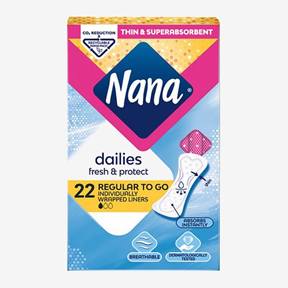 CO₂ REDUCTION &
THIN & SUPERABSORBENT
Nana®
dailies
fresh & protect
22 REGULAR TO GO
INDIVIDUALLY
WRAPPED LINERS
ABSORBS
INSTANTLY
BREATHABLE
DERMATOLOGICALLY
TESTED